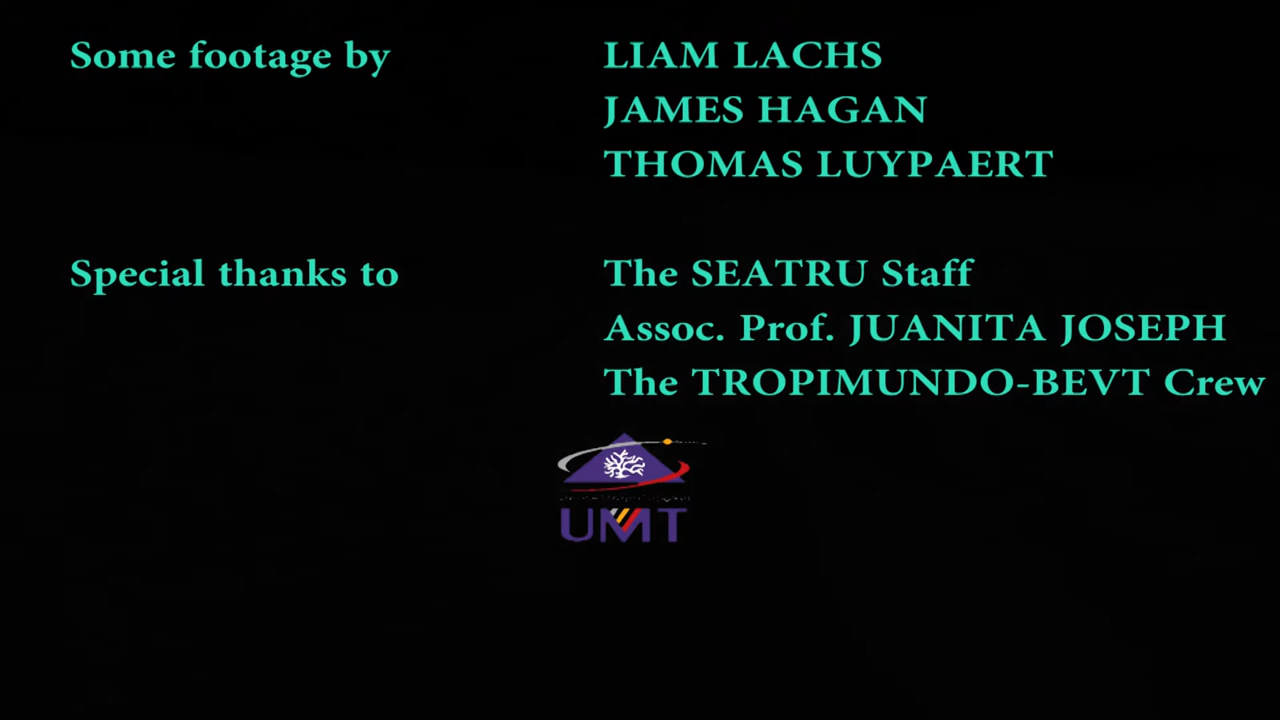 Some footage by LIAM LACHS
JAMES HAGAN
THOMAS LUYPAERT
Special thanks to The SEATRU Staff
Assoc. Prof. JUANITA JOSEPH
The TROPIMUNDO-BEVT Crew
UMT